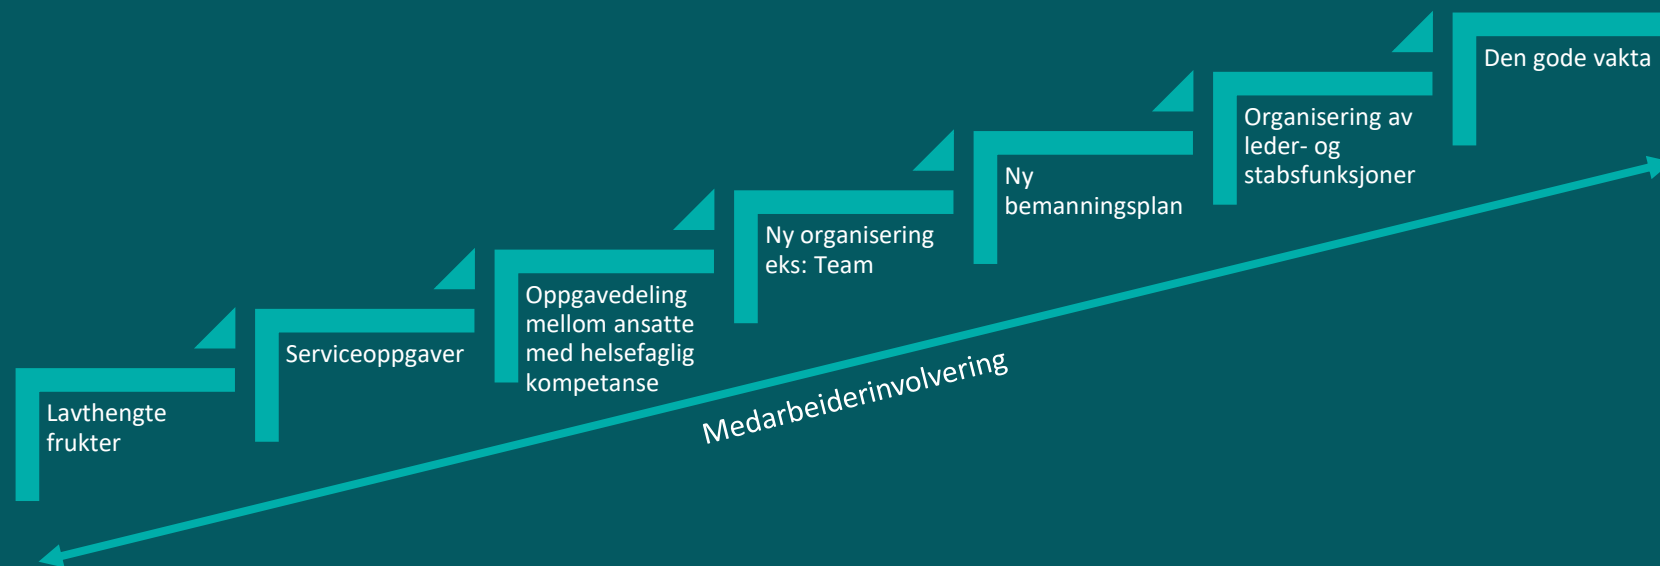 Lavthengte
frukter
Serviceoppgaver
Oppgavedeling
mellom ansatte
med helsefaglig
kompetanse
Ny organisering
eks: Team
Ny
bemanningsplan
Organisering av
leder- og
stabsfunksjoner
Den gode vakta
Medarbeiderinvolvering